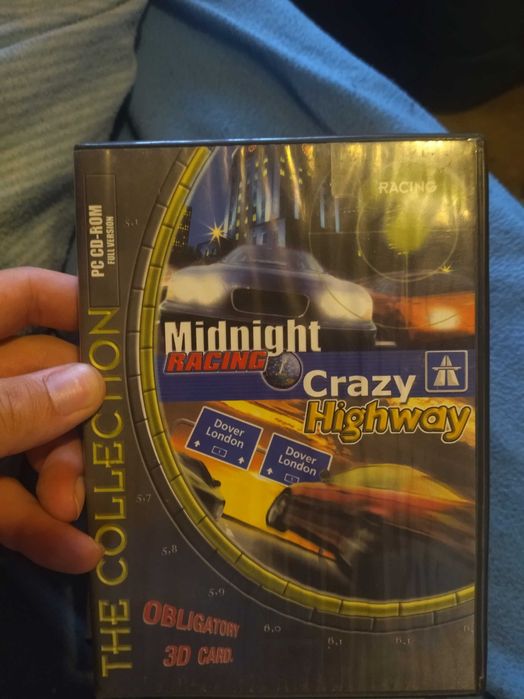 THE COLLECTION
PC CD-ROM
FULL VERSION
RACING
Midnight
RACING
Crazy
Highway
Dover
London
Dover
London
5,1
5,7
5,8
5,9
6,0
6,1
OBLIGATORY
3D CARD.